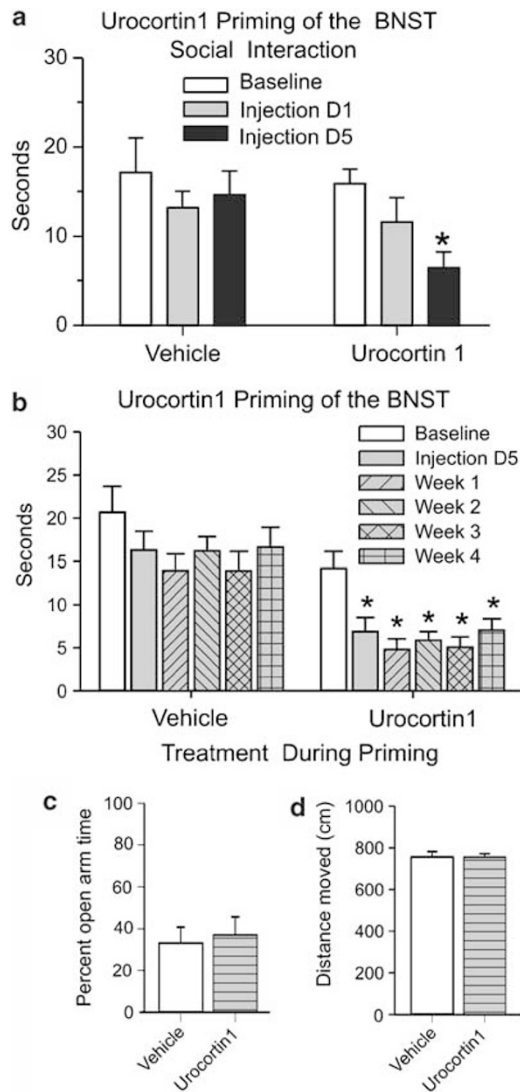 a
Urocortin1 Priming of the BNST
Social Interaction
Baseline
Injection D1
Injection D5
Seconds
30
20
10
0
*
Vehicle
Urocortin 1
b
Urocortin1 Priming of the BNST
Baseline
Injection D5
Week 1
Week 2
Week 3
Week 4
Seconds
30
25
20
15
10
5
0
* * * * *
Vehicle
Urocortin1
Treatment During Priming
c
Percent open arm time
100
80
60
40
20
0
Vehicle
Urocortin1
d
Distance moved (cm)
1000
800
600
400
200
0
Vehicle
Urocortin1